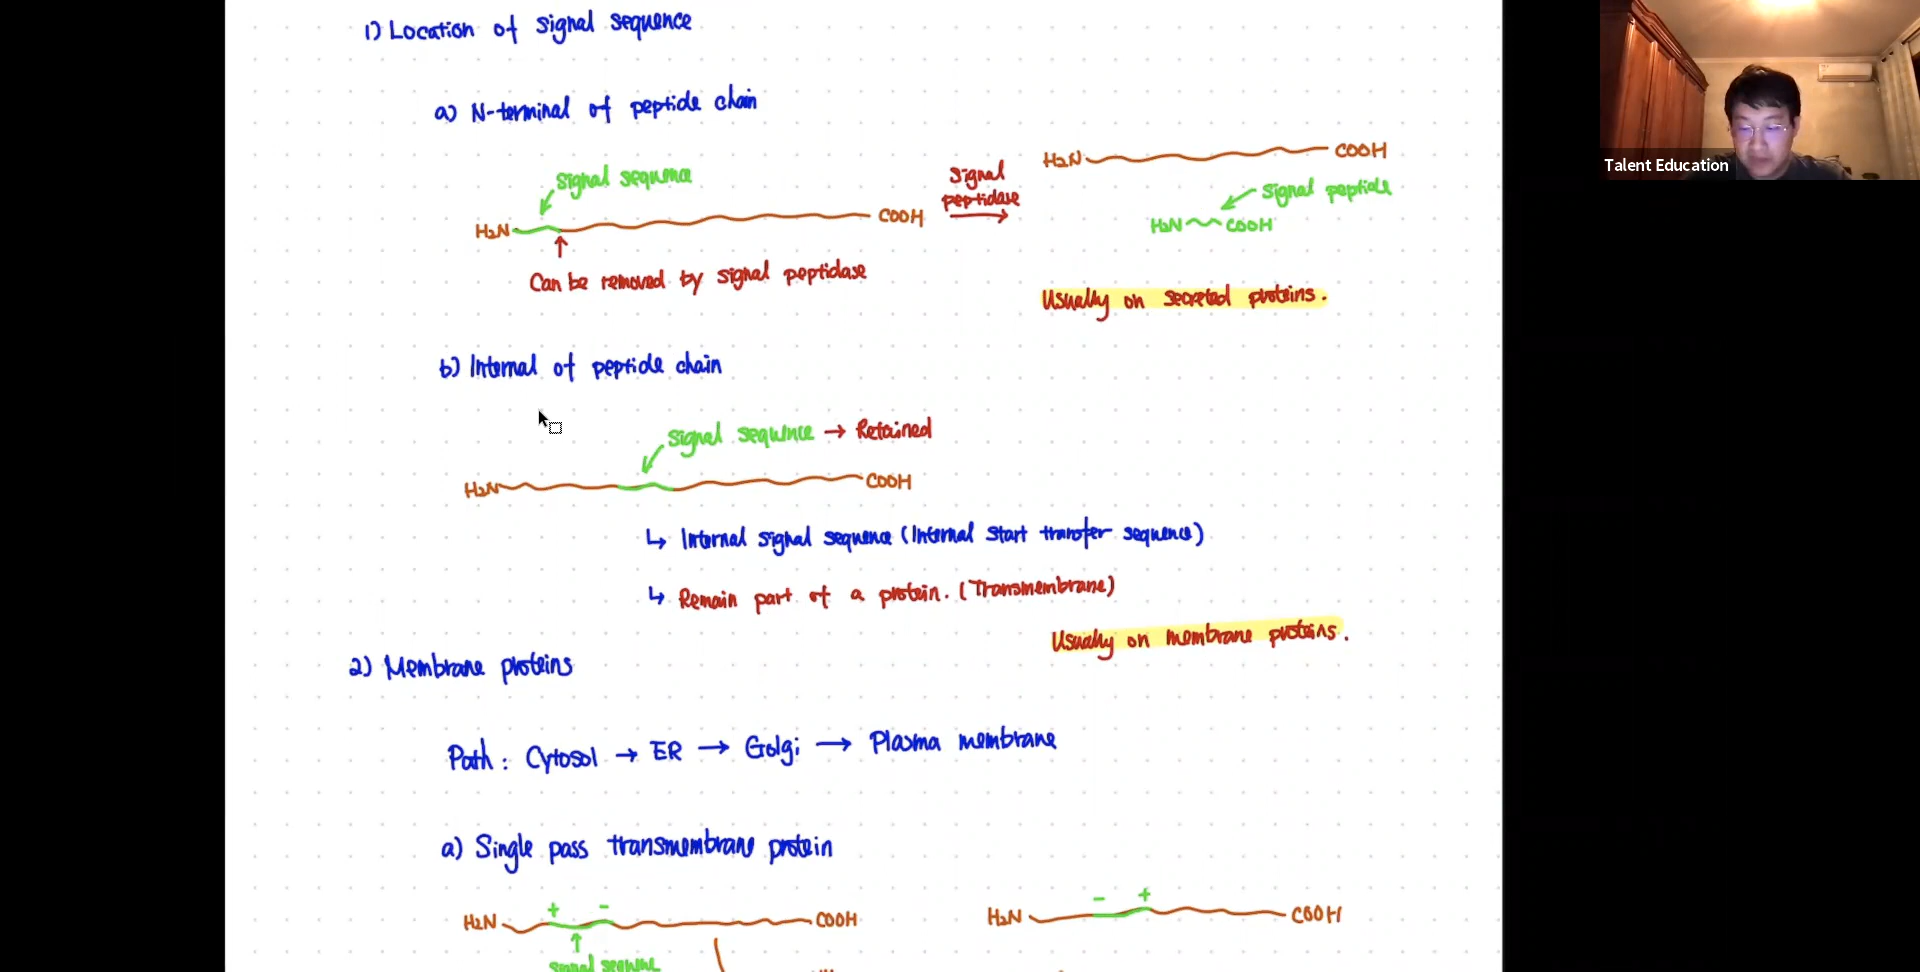 1) Location of signal sequence
a) N-terminal of peptide chain
Signal sequence
H₂N COOH
Can be removed by signal peptidase
Signal
peptidase
H₂N COOH
Signal peptide
H₂N COOH
Usually on secreted proteins.
b) Internal of peptide chain
Signal sequence → Retained
H₂N COOH
↳ Internal signal sequence (Internal start transfer sequence)
↳ Remain part of a protein. (Transmembrane)
Usually on membrane proteins.
2) Membrane proteins
Path: Cytosol → ER → Golgi → Plasma membrane
a) Single pass transmembrane protein
+ -
H₂N COOH
- +
H₂N COOH
Talent Education